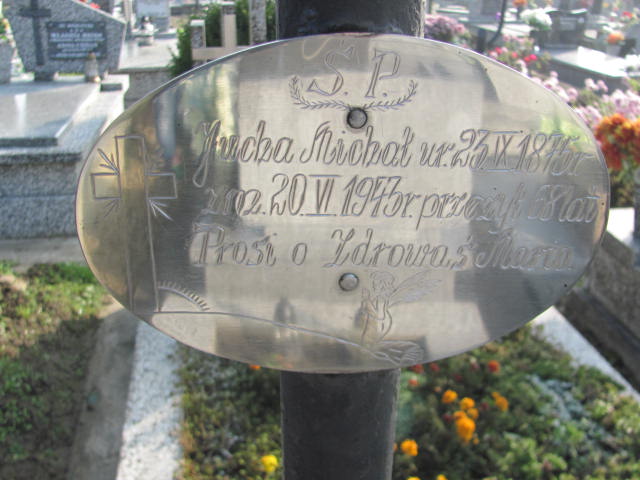 Ś. P.
Jucha Michał ur. 23 IX 1875r
zm. 20. VI. 1943r. przeżył 68 lat
Prosi o Zdrowaś Maria